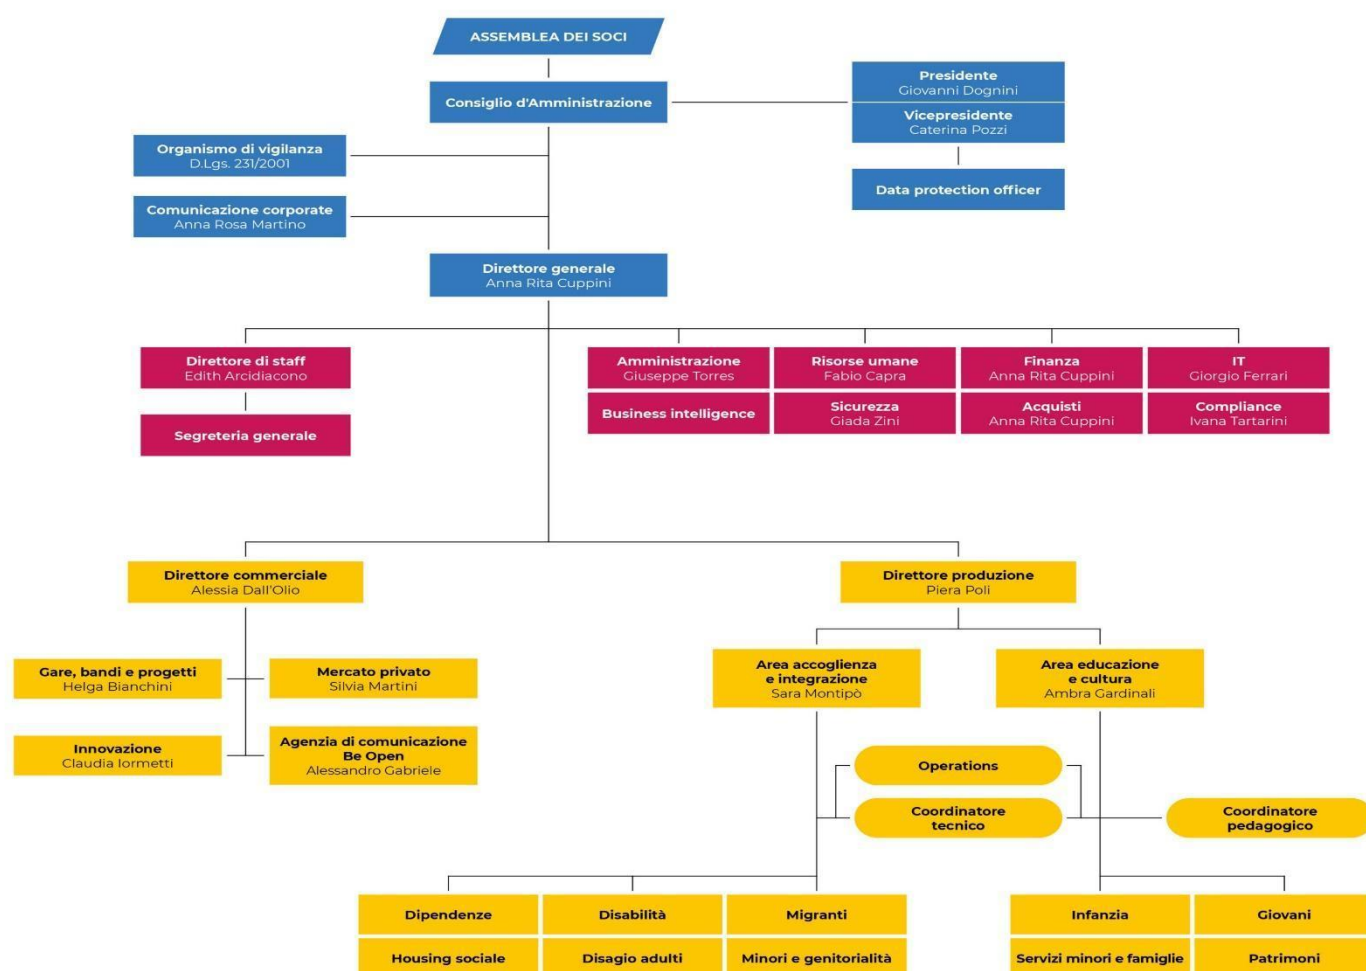 ASSEMBLEA DEI SOCI
Consiglio d'Amministrazione
Presidente
Giovanni Dognini
Vicepresidente
Caterina Pozzi
Data protection officer
Organismo di vigilanza
D.Lgs. 231/2001
Comunicazione corporate
Anna Rosa Martino
Direttore generale
Anna Rita Cuppini
Direttore di staff
Edith Arcidiacono
Segreteria generale
Amministrazione
Giuseppe Torres
Risorse umane
Fabio Capra
Finanza
Anna Rita Cuppini
IT
Giorgio Ferrari
Business intelligence
Sicurezza
Giada Zini
Acquisti
Anna Rita Cuppini
Compliance
Ivana Tartarini
Direttore commerciale
Alessia Dall'Olio
Direttore produzione
Piera Poli
Gare, bandi e progetti
Helga Bianchini
Mercato privato
Silvia Martini
Innovazione
Claudia Iormetti
Agenzia di comunicazione
Be Open
Alessandro Gabriele
Area accoglienza
e integrazione
Sara Montipò
Area educazione
e cultura
Ambra Gardinali
Operations
Coordinatore
tecnico
Coordinatore
pedagogico
Dipendenze
Disabilità
Migranti
Infanzia
Giovani
Housing sociale
Disagio adulti
Minori e genitorialità
Servizi minori e famiglie
Patrimoni